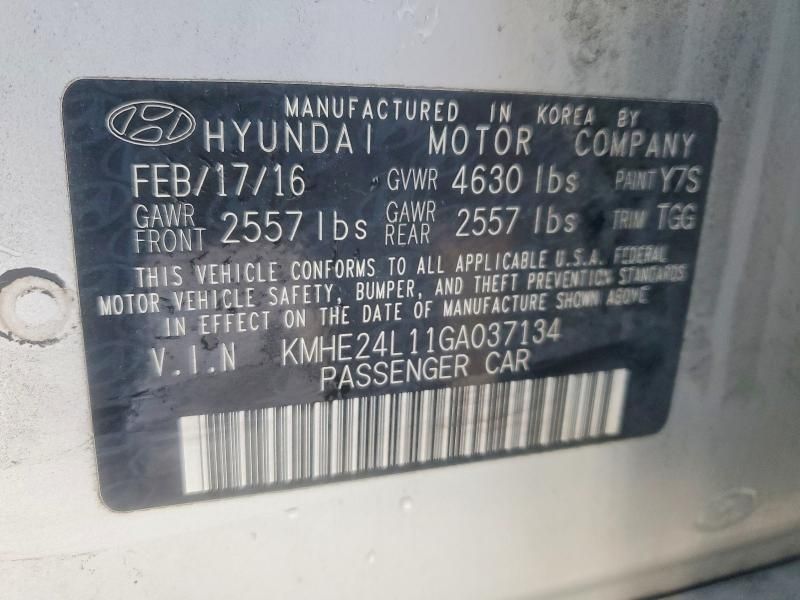 MANUFACTURED IN KOREA BY
HYUNDAI MOTOR COMPANY
FEB/17/16 GVWR 4630 lbs PAINT Y7S
GAWR FRONT 2557 lbs GAWR REAR 2557 lbs TRIM TGG
THIS VEHICLE CONFORMS TO ALL APPLICABLE U.S.A. FEDERAL
MOTOR VEHICLE SAFETY, BUMPER, AND THEFT PREVENTION STANDARDS
IN EFFECT ON THE DATE OF MANUFACTURE SHOWN ABOVE
V.I.N KMHE24L11GA037134
PASSENGER CAR